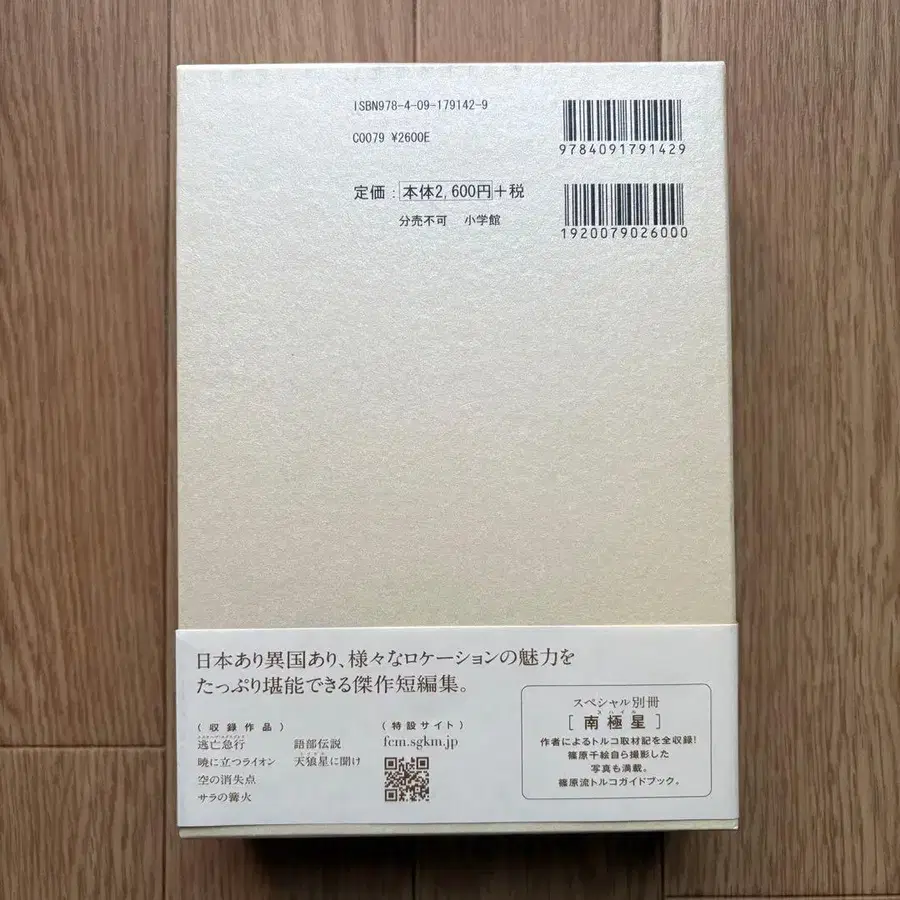 ISBN978-4-09-179142-9
C0079 ¥2600E
9784091791429
定価：本体2,600円＋税
分売不可 小学館
1920079026000
日本あり異国あり、様々なロケーションの魅力を
たっぷり堪能できる傑作短編集。
(収録作品)
逃亡急行
暁に立つライオン
空の消失点
サラの篝火
語部伝説
天狼星に聞け
(特設サイト)
fcm.sgkm.jp
スペシャル別冊
[南極星]
作者によるトルコ取材記を全収録!
篠原千絵自ら撮影した
写真も満載。
篠原流トルコガイドブック。